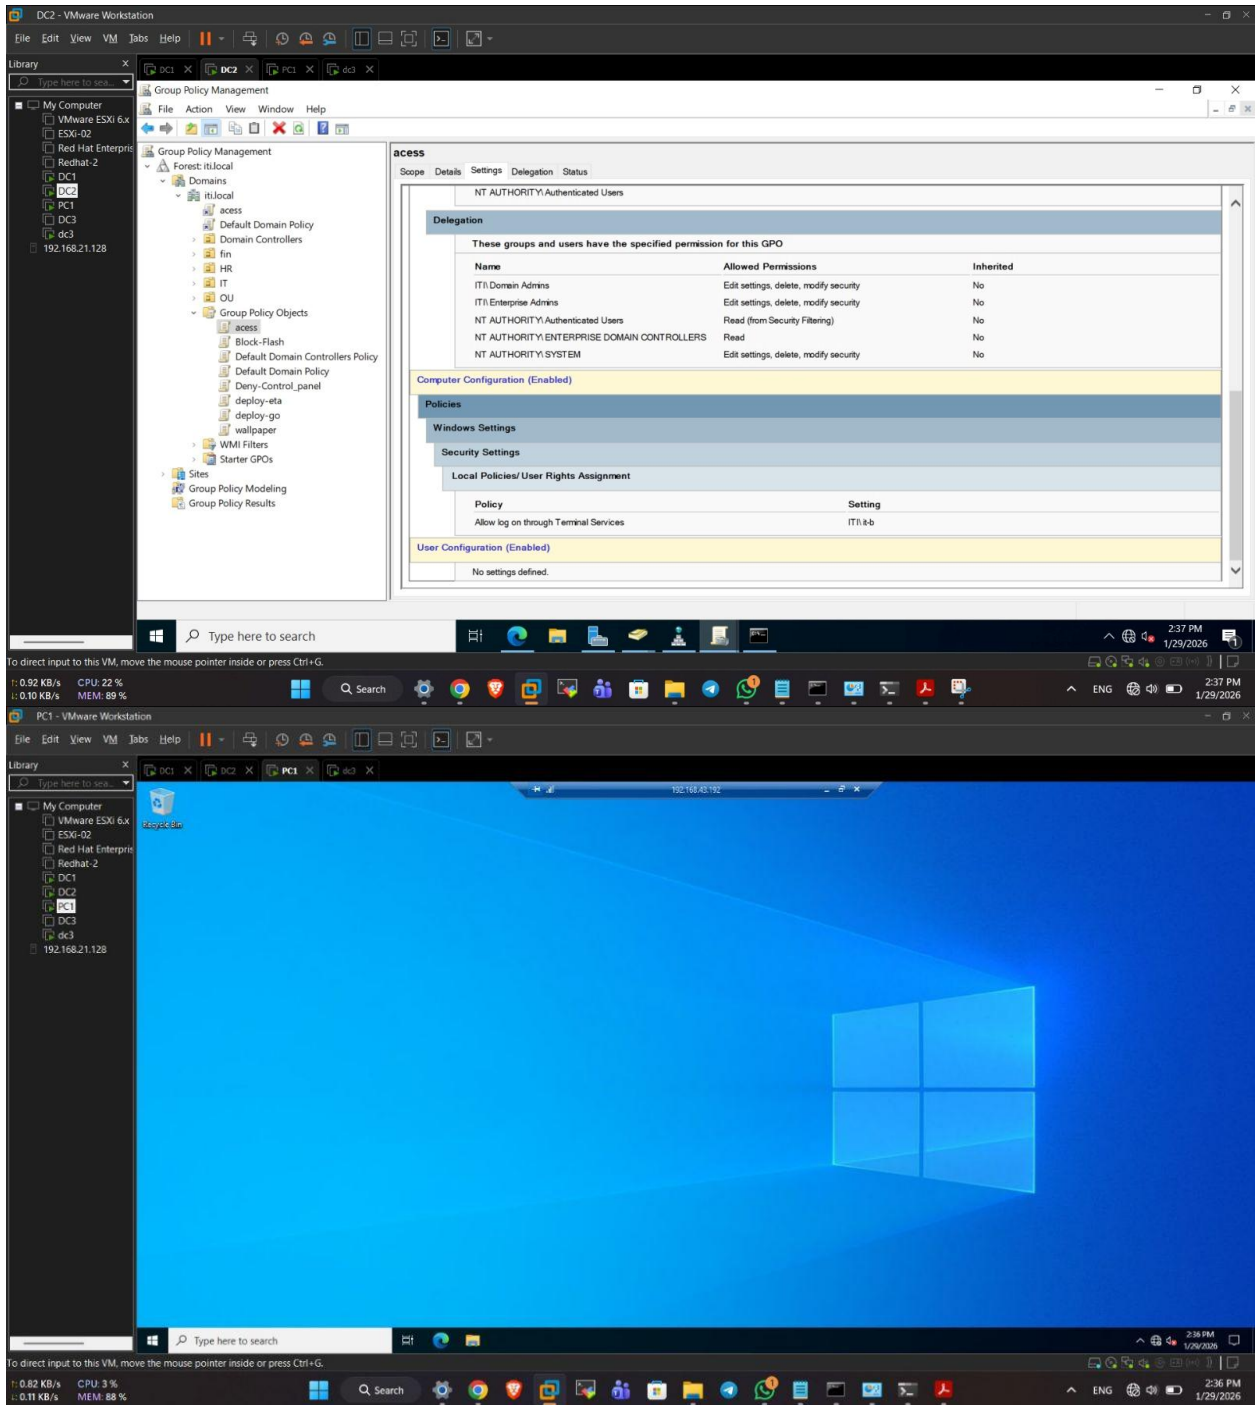 DC2 - VMware Workstation
File Edit View VM Tabs Help
Library X
Type here to sea...
DC1 DC2 PC1 dc3
My Computer
VMware ESXi 6.x
ESXi-02
Red Hat Enterpris
Redhat-2
DC1
DC2
PC1
DC3
dc3
192.168.21.128
Group Policy Management
File Action View Window Help
Group Policy Management
Forest: iti.local
Domains
iti.local
acess
Default Domain Policy
Domain Controllers
fin
HR
IT
OU
Group Policy Objects
acess
Block-Flash
Default Domain Controllers Policy
Default Domain Policy
Deny-Control_panel
deploy-eta
deploy-go
wallpaper
WMI Filters
Starter GPOs
Sites
Group Policy Modeling
Group Policy Results
acess
Scope Details Settings Delegation Status
NT AUTHORITY\Authenticated Users
Delegation
These groups and users have the specified permission for this GPO
Name Allowed Permissions Inherited
ITI\Domain Admins Edit settings, delete, modify security No
ITI\Enterprise Admins Edit settings, delete, modify security No
NT AUTHORITY\Authenticated Users Read (from Security Filtering) No
NT AUTHORITY\ENTERPRISE DOMAIN CONTROLLERS Read No
NT AUTHORITY\SYSTEM Edit settings, delete, modify security No
Computer Configuration (Enabled)
Policies
Windows Settings
Security Settings
Local Policies/User Rights Assignment
Policy Setting
Allow log on through Terminal Services ITI\it-b
User Configuration (Enabled)
No settings defined.
Type here to search
2:37 PM
1/29/2026
To direct input to this VM, move the mouse pointer inside or press Ctrl+G.
↑: 0.92 KB/s CPU: 22 %
↓: 0.10 KB/s MEM: 89 %
Search
ENG
2:37 PM
1/29/2026
PC1 - VMware Workstation
File Edit View VM Tabs Help
Library X
Type here to sea...
DC1 DC2 PC1 dc3
My Computer
VMware ESXi 6.x
ESXi-02
Red Hat Enterpris
Redhat-2
DC1
DC2
PC1
DC3
dc3
192.168.21.128
192.168.43.192
Recycle Bin
Type here to search
2:36 PM
1/29/2026
To direct input to this VM, move the mouse pointer inside or press Ctrl+G.
↑: 0.82 KB/s CPU: 3 %
↓: 0.11 KB/s MEM: 88 %
Search
ENG
2:36 PM
1/29/2026